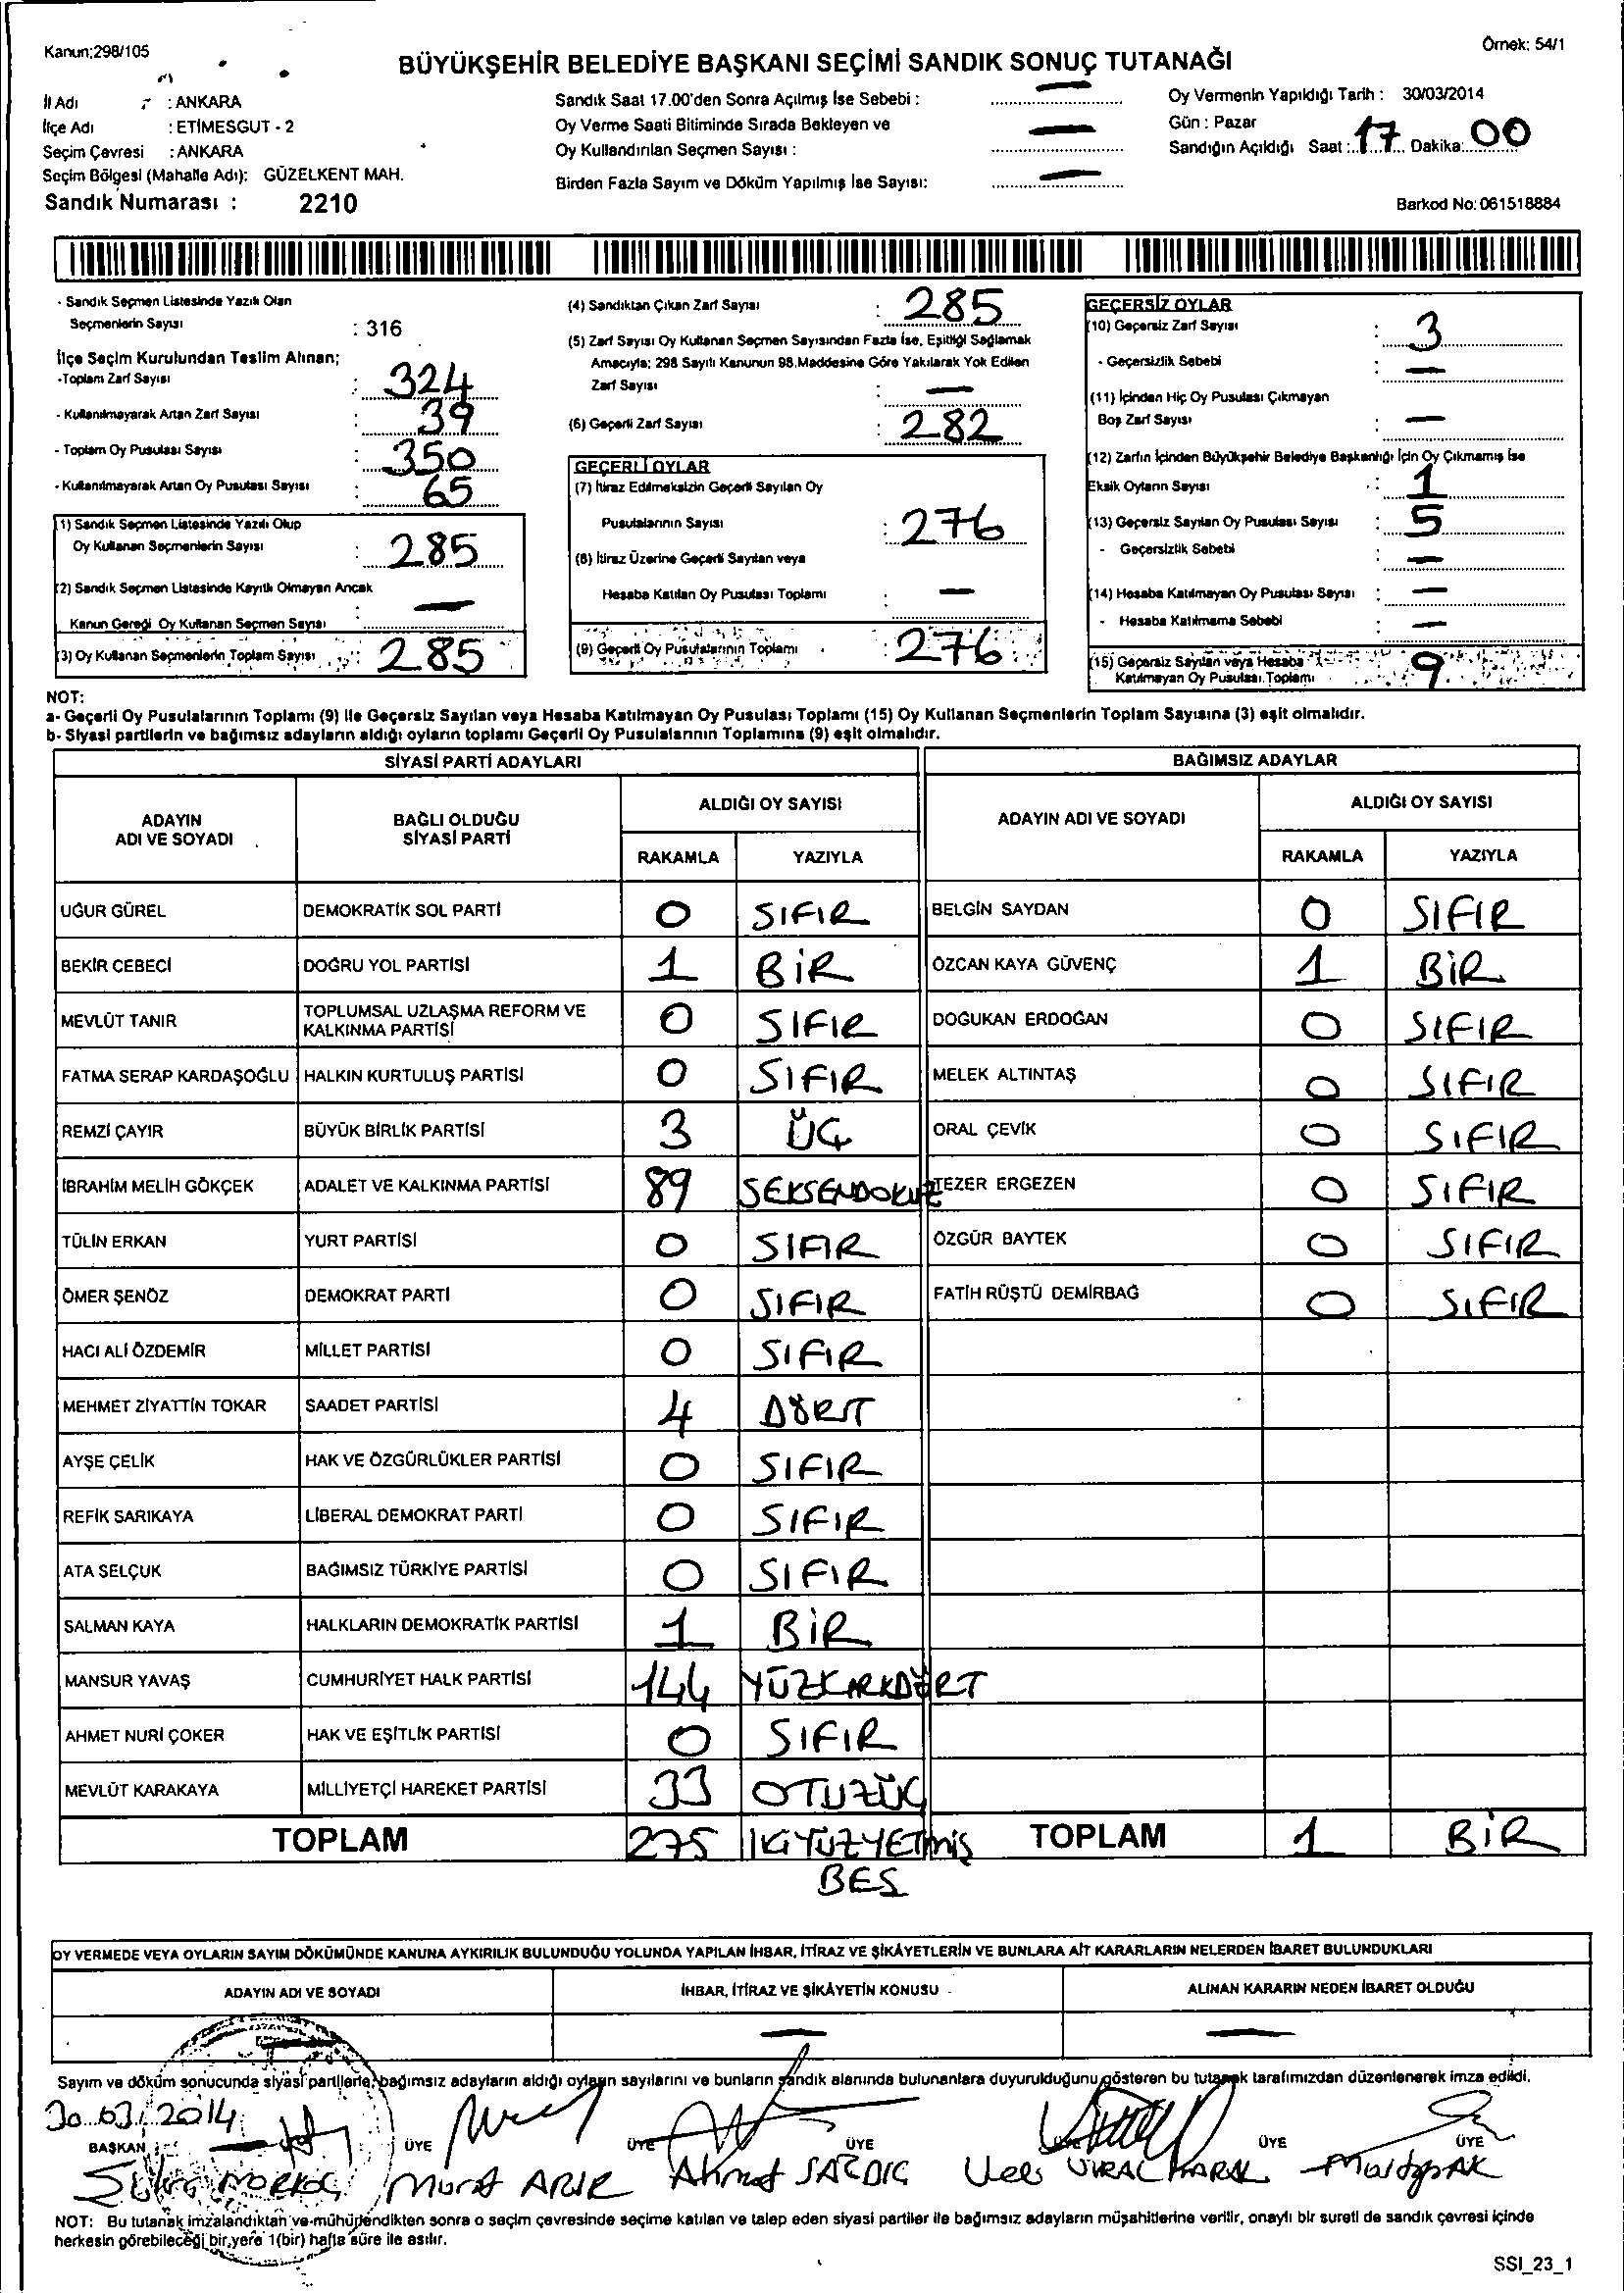 Kanun;298/105
Örnek: 54/1
BÜYÜKŞEHİR BELEDİYE BAŞKANI SEÇİMİ SANDIK SONUÇ TUTANAĞI
İl Adı : ANKARA
İlçe Adı : ETİMESGUT - 2
Seçim Çevresi : ANKARA
Seçim Bölgesi (Mahalle Adı): GÜZELKENT MAH.
Sandık Numarası : 2210
Sandık Saat 17.00'den Sonra Açılmış İse Sebebi : —
Oy Verme Saati Bitiminde Sırada Bekleyen ve
Oy Kullandırılan Seçmen Sayısı : —
Birden Fazla Sayım ve Döküm Yapılmış İse Sayısı: —
Oy Vermenin Yapıldığı Tarih : 30/03/2014
Gün : Pazar
Sandığın Açıldığı Saat : 17 Dakika: 00
Barkod No: 061518884
- Sandık Seçmen Listesinde Yazılı Olan
Seçmenlerin Sayısı : 316
İlçe Seçim Kurulundan Teslim Alınan;
-Toplam Zarf Sayısı : 324
- Kullanılmayarak Artan Zarf Sayısı : 39
- Toplam Oy Pusulası Sayısı : 350
- Kullanılmayarak Artan Oy Pusulası Sayısı : 65
(1) Sandık Seçmen Listesinde Yazılı Olup
Oy Kullanan Seçmenlerin Sayısı : 285
(2) Sandık Seçmen Listesinde Kayıtlı Olmayan Ancak
Kanun Gereği Oy Kullanan Seçmen Sayısı : —
(3) Oy Kullanan Seçmenlerin Toplam Sayısı : 285
(4) Sandıktan Çıkan Zarf Sayısı : 285
(5) Zarf Sayısı Oy Kullanan Seçmen Sayısından Fazla İse, Eşitliği Sağlamak
Amacıyla; 298 Sayılı Kanunun 98.Maddesine Göre Yakılarak Yok Edilen
Zarf Sayısı : —
(6) Geçerli Zarf Sayısı : 282
GEÇERLİ OYLAR
(7) İtiraz Edilmeksizin Geçerli Sayılan Oy
Pusulalarının Sayısı : 276
(8) İtiraz Üzerine Geçerli Sayılan veya
Hesaba Katılan Oy Pusulası Toplamı : —
(9) Geçerli Oy Pusulalarının Toplamı : 276
GEÇERSİZ OYLAR
(10) Geçersiz Zarf Sayısı : 3
- Geçersizlik Sebebi : —
(11) İçinden Hiç Oy Pusulası Çıkmayan
Boş Zarf Sayısı : —
(12) Zarfın İçinden Büyükşehir Belediye Başkanlığı İçin Oy Çıkmamış İse
Eksik Oyların Sayısı : 1
(13) Geçersiz Sayılan Oy Pusulası Sayısı : 5
- Geçersizlik Sebebi : —
(14) Hesaba Katılmayan Oy Pusulası Sayısı : —
- Hesaba Katılmama Sebebi : —
(15) Geçersiz Sayılan veya Hesaba
Katılmayan Oy Pusulası Toplamı : 9
NOT:
a- Geçerli Oy Pusulalarının Toplamı (9) ile Geçersiz Sayılan veya Hesaba Katılmayan Oy Pusulası Toplamı (15) Oy Kullanan Seçmenlerin Toplam Sayısına (3) eşit olmalıdır.
b- Siyasi partilerin ve bağımsız adayların aldığı oyların toplamı Geçerli Oy Pusulalarının Toplamına (9) eşit olmalıdır.
SİYASİ PARTİ ADAYLARI BAĞIMSIZ ADAYLAR
ADAYIN ADI VE SOYADI BAĞLI OLDUĞU SİYASİ PARTİ ALDIĞI OY SAYISI ADAYIN ADI VE SOYADI ALDIĞI OY SAYISI
RAKAMLA YAZIYLA RAKAMLA YAZIYLA
UĞUR GÜREL DEMOKRATİK SOL PARTİ 0 SIFIR BELGİN SAYDAN 0 SIFIR
BEKİR CEBECİ DOĞRU YOL PARTİSİ 1 BİR ÖZCAN KAYA GÜVENÇ 1 BİR
MEVLÜT TANIR TOPLUMSAL UZLAŞMA REFORM VE KALKINMA PARTİSİ 0 SIFIR DOĞUKAN ERDOĞAN 0 SIFIR
FATMA SERAP KARDAŞOĞLU HALKIN KURTULUŞ PARTİSİ 0 SIFIR MELEK ALTINTAŞ 0 SIFIR
REMZİ ÇAYIR BÜYÜK BİRLİK PARTİSİ 3 ÜÇ ORAL ÇEVİK 0 SIFIR
İBRAHİM MELİH GÖKÇEK ADALET VE KALKINMA PARTİSİ 89 SEKSENDOKUZ TEZER ERGEZEN 0 SIFIR
TÜLİN ERKAN YURT PARTİSİ 0 SIFIR ÖZGÜR BAYTEK 0 SIFIR
ÖMER ŞENÖZ DEMOKRAT PARTİ 0 SIFIR FATİH RÜŞTÜ DEMİRBAĞ 0 SIFIR
HACI ALİ ÖZDEMİR MİLLET PARTİSİ 0 SIFIR
MEHMET ZİYATTİN TOKAR SAADET PARTİSİ 4 DÖRT
AYŞE ÇELİK HAK VE ÖZGÜRLÜKLER PARTİSİ 0 SIFIR
REFİK SARIKAYA LİBERAL DEMOKRAT PARTİ 0 SIFIR
ATA SELÇUK BAĞIMSIZ TÜRKİYE PARTİSİ 0 SIFIR
SALMAN KAYA HALKLARIN DEMOKRATİK PARTİSİ 1 BİR
MANSUR YAVAŞ CUMHURİYET HALK PARTİSİ 144 YÜZKIRKDÖRT
AHMET NURİ ÇOKER HAK VE EŞİTLİK PARTİSİ 0 SIFIR
MEVLÜT KARAKAYA MİLLİYETÇİ HAREKET PARTİSİ 33 OTUZÜÇ
TOPLAM 275 İKİYÜZYETMİŞ TOPLAM 1 BİR
BEŞ
OY VERMEDE VEYA OYLARIN SAYIM DÖKÜMÜNDE KANUNA AYKIRILIK BULUNDUĞU YOLUNDA YAPILAN İHBAR, İTİRAZ VE ŞİKÂYETLERİN VE BUNLARA AİT KARARLARIN NELERDEN İBARET BULUNDUKLARI
ADAYIN ADI VE SOYADI İHBAR, İTİRAZ VE ŞİKÂYETİN KONUSU ALINAN KARARIN NEDEN İBARET OLDUĞU
— — —
Sayım ve döküm sonucunda siyasi partilerle, bağımsız adayların aldığı oyların sayılarını ve bunların sandık alanında bulunanlara duyurulduğunu gösteren bu tutanak tarafımızdan düzenlenerek imza edildi.
30.03.2014
BAŞKAN ÜYE ÜYE ÜYE ÜYE ÜYE
Murat Ahmet
NOT: Bu tutanak imzalandıktan ve mühürlendikten sonra o seçim çevresinde seçime katılan ve talep eden siyasi partiler ile bağımsız adayların müşahitlerine verilir, onaylı bir sureti de sandık çevresi içinde
herkesin görebileceği bir yere 1(bir) hafta süre ile asılır.
SSI_23_1